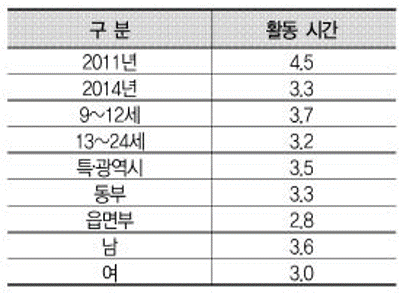 구 분 활동 시간
2011년 4.5
2014년 3.3
9～12세 3.7
13～24세 3.2
특·광역시 3.5
동부 3.3
읍면부 2.8
남 3.6
여 3.0